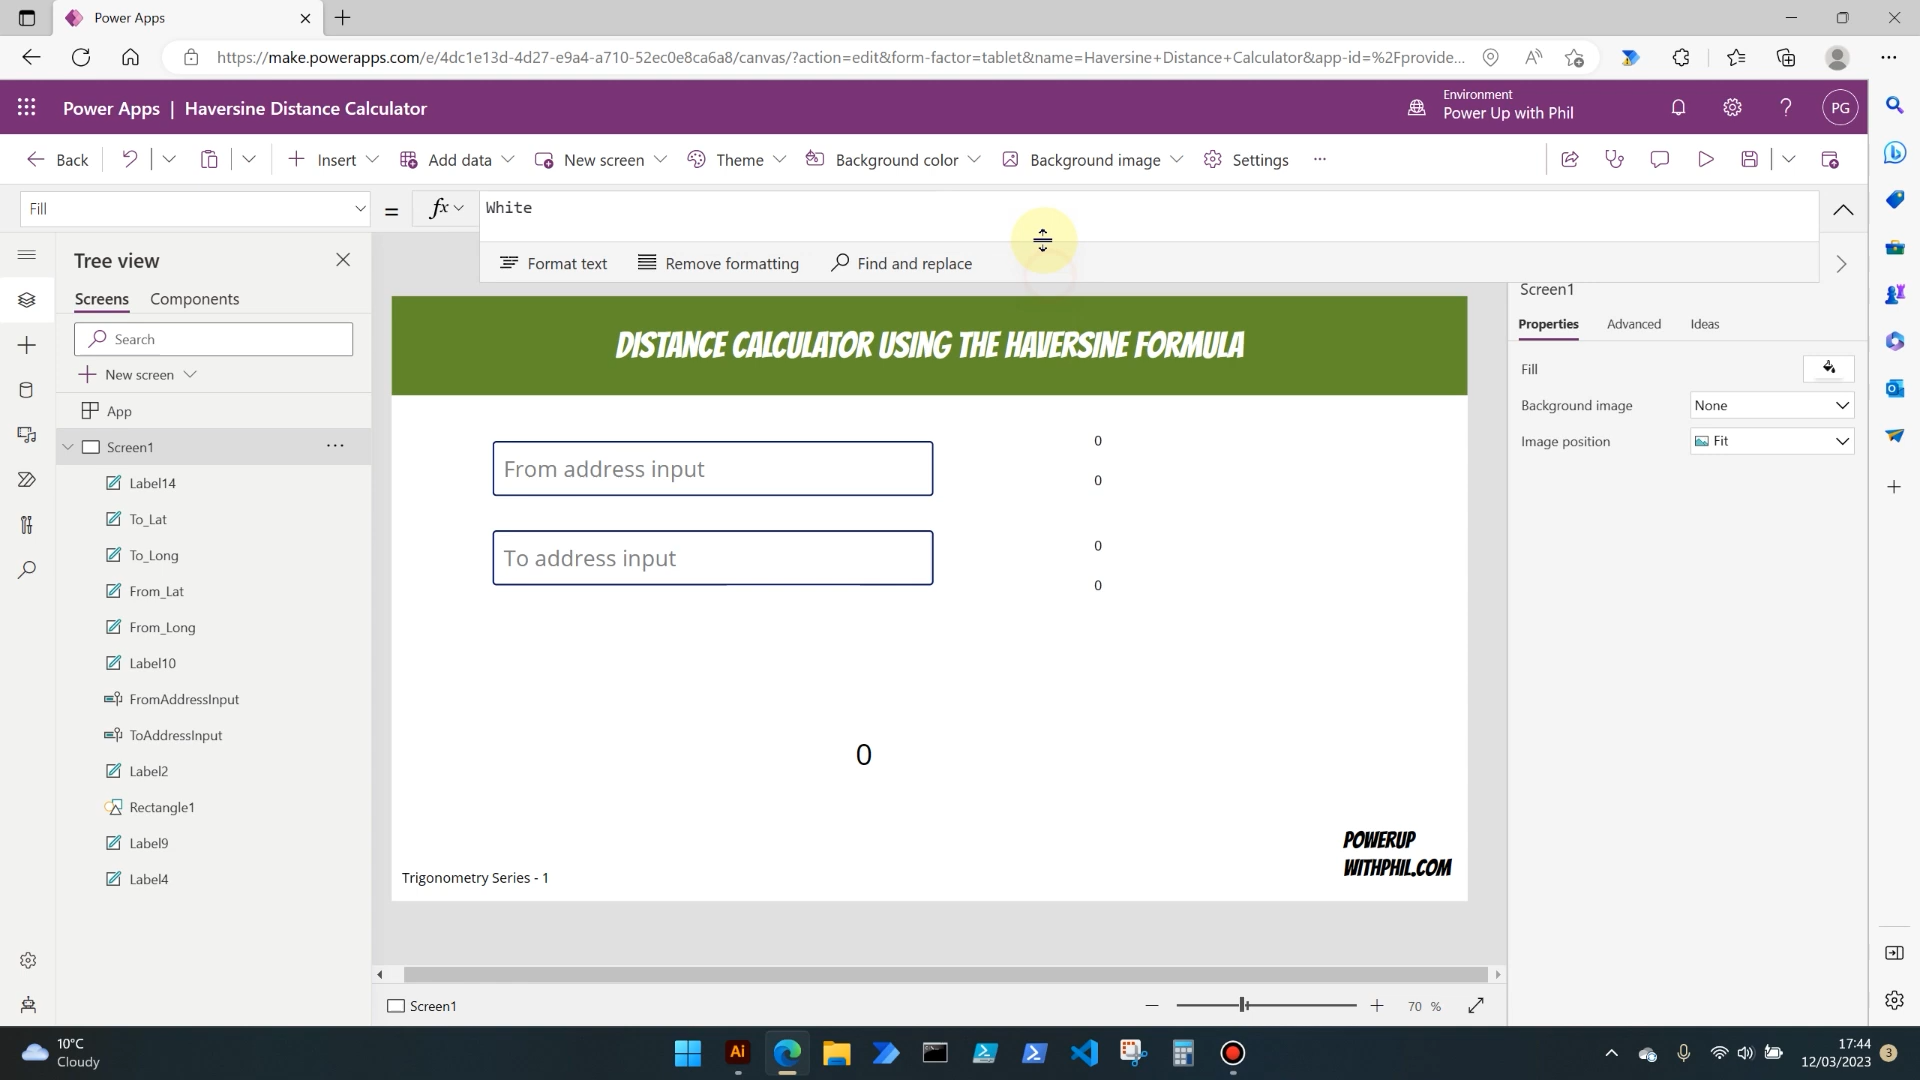 Power Apps
https://make.powerapps.com/e/4dc1e13d-4d27-e9a4-a710-52ec0e8ca6a8/canvas/?action=edit&form-factor=tablet&name=Haversine+Distance+Calculator&app-id=%2Fprovide...
Power Apps | Haversine Distance Calculator
Environment
Power Up with Phil
PG
Back
Insert
Add data
New screen
Theme
Background color
Background image
Settings
Fill
=
fx
White
Format text
Remove formatting
Find and replace
Tree view
Screens
Components
Search
New screen
App
Screen1
Label14
To_Lat
To_Long
From_Lat
From_Long
Label10
FromAddressInput
ToAddressInput
Label2
Rectangle1
Label9
Label4
DISTANCE CALCULATOR USING THE HAVERSINE FORMULA
From address input
To address input
0
0
0
0
0
POWERUP
WITHPHIL.COM
Trigonometry Series - 1
Screen1
Properties
Advanced
Ideas
Fill
Background image
None
Image position
Fit
Screen1
70 %
10°C
Cloudy
Ai
17:44
12/03/2023
3